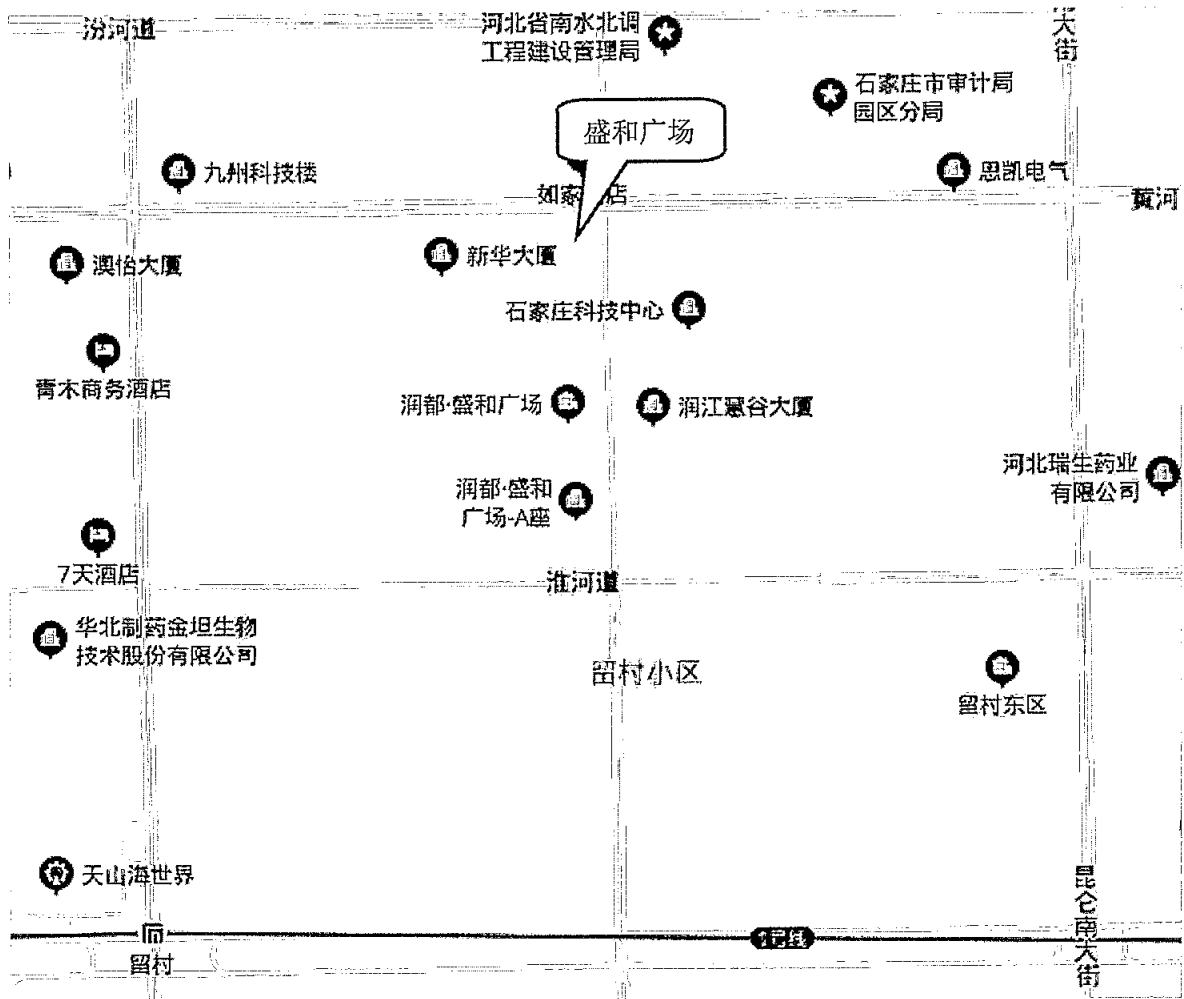 汾河道
河北省南水北调
工程建设管理局
大街
石家庄市审计局
园区分局
盛和广场
九州科技楼
思凯电气
如家
店
黄河
澳怡大厦
新华大厦
石家庄科技中心
青木商务酒店
润都·盛和广场
润江慧谷大厦
河北瑞生药业
有限公司
润都·盛和
广场-A座
7天酒店
淮河道
华北制药金坦生物
技术股份有限公司
留村小区
留村东区
天山海世界
昆仑南大街
1号线
留村